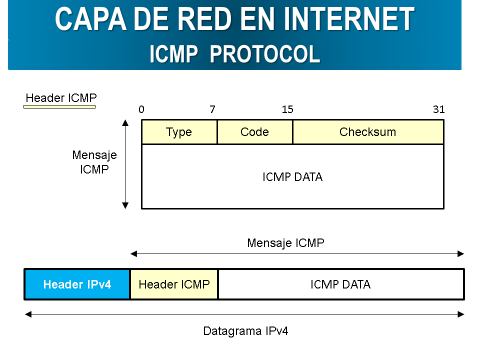 CAPA DE RED EN INTERNET
ICMP PROTOCOL
Header ICMP
0 7 15 31
Type Code Checksum
Mensaje
ICMP
ICMP DATA
Mensaje ICMP
Header IPv4 Header ICMP ICMP DATA
Datagrama IPv4